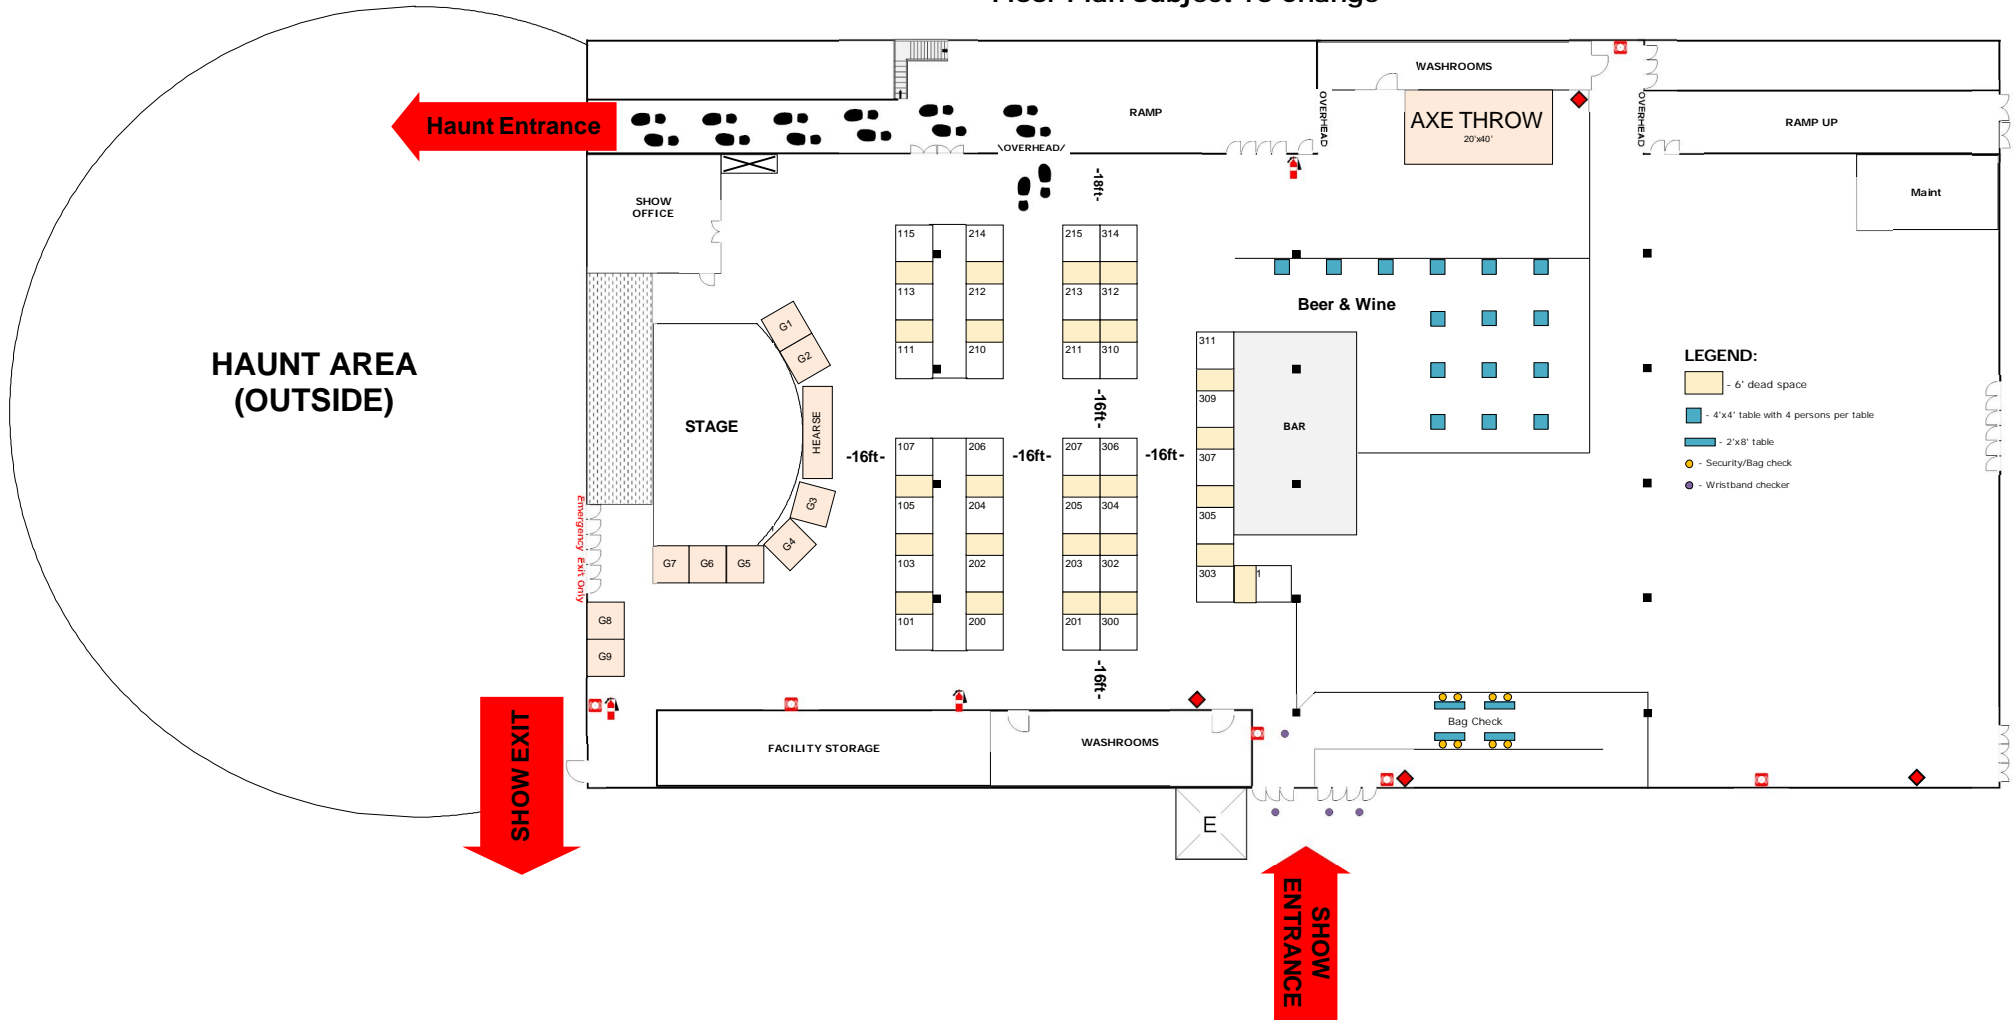 Floor Plan Subject To Change
WASHROOMS
OVERHEAD
OVERHEAD
Haunt Entrance
RAMP
AXE THROW
20'x40'
RAMP UP
\OVERHEAD/
-18ft-
SHOW
OFFICE
Maint
115
214
215
314
113
212
213
312
111
210
211
310
G1
G2
Beer & Wine
HAUNT AREA
(OUTSIDE)
STAGE
HEARSE
-16ft-
311
309
307
305
303
1
BAR
LEGEND:
- 6' dead space
- 4'x4' table with 4 persons per table
- 2'x8' table
- Security/Bag check
- Wristband checker
-16ft-
-16ft-
-16ft-
107
206
207
306
105
204
205
304
103
202
203
302
101
200
201
300
G3
G4
G7
G6
G5
Emergency Exit Only
G8
G9
-16ft-
SHOW EXIT
FACILITY STORAGE
WASHROOMS
Bag Check
E
SHOW
ENTRANCE